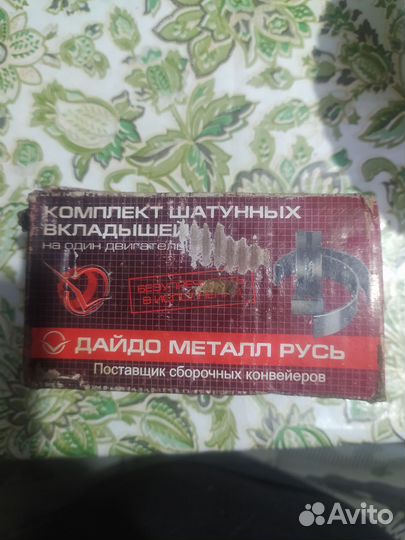 КОМПЛЕКТ ШАТУННЫХ
ВКЛАДЫШЕЙ
на один двигатель
ДАЙДО МЕТАЛЛ РУСЬ
Поставщик сборочных конвейеров
Avito